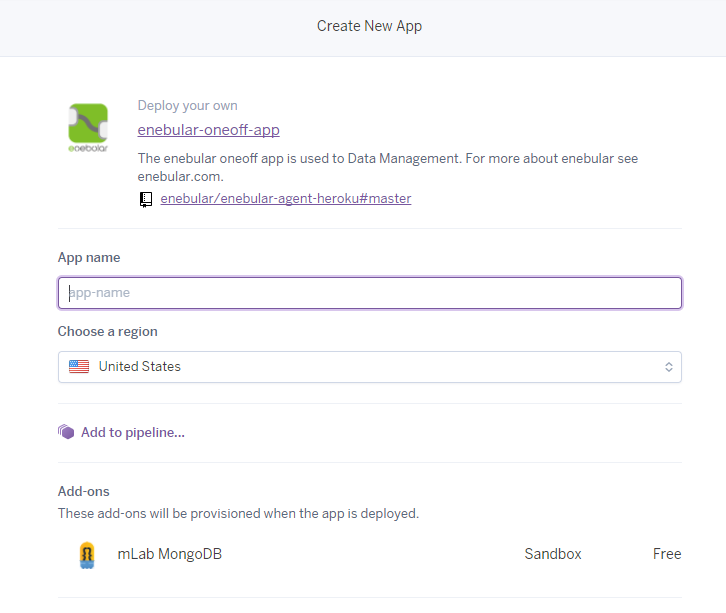 Create New App
Deploy your own
enebular-oneoff-app
The enebular oneoff app is used to Data Management. For more about enebular see
enebular.com.
enebular/enebular-agent-heroku#master
enebular
App name
app-name
Choose a region
United States
Add to pipeline...
Add-ons
These add-ons will be provisioned when the app is deployed.
mLab MongoDB Sandbox Free